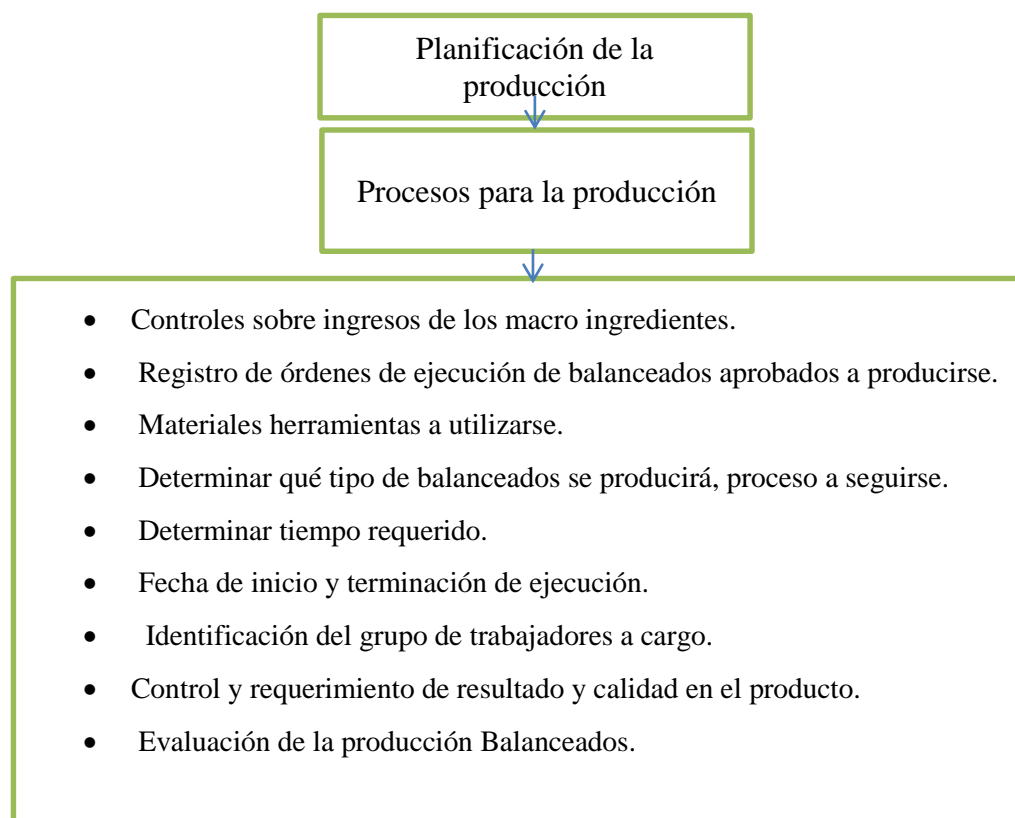 Planificación de la
producción
Procesos para la producción
• Controles sobre ingresos de los macro ingredientes.
• Registro de órdenes de ejecución de balanceados aprobados a producirse.
• Materiales herramientas a utilizarse.
• Determinar qué tipo de balanceados se producirá, proceso a seguirse.
• Determinar tiempo requerido.
• Fecha de inicio y terminación de ejecución.
• Identificación del grupo de trabajadores a cargo.
• Control y requerimiento de resultado y calidad en el producto.
• Evaluación de la producción Balanceados.